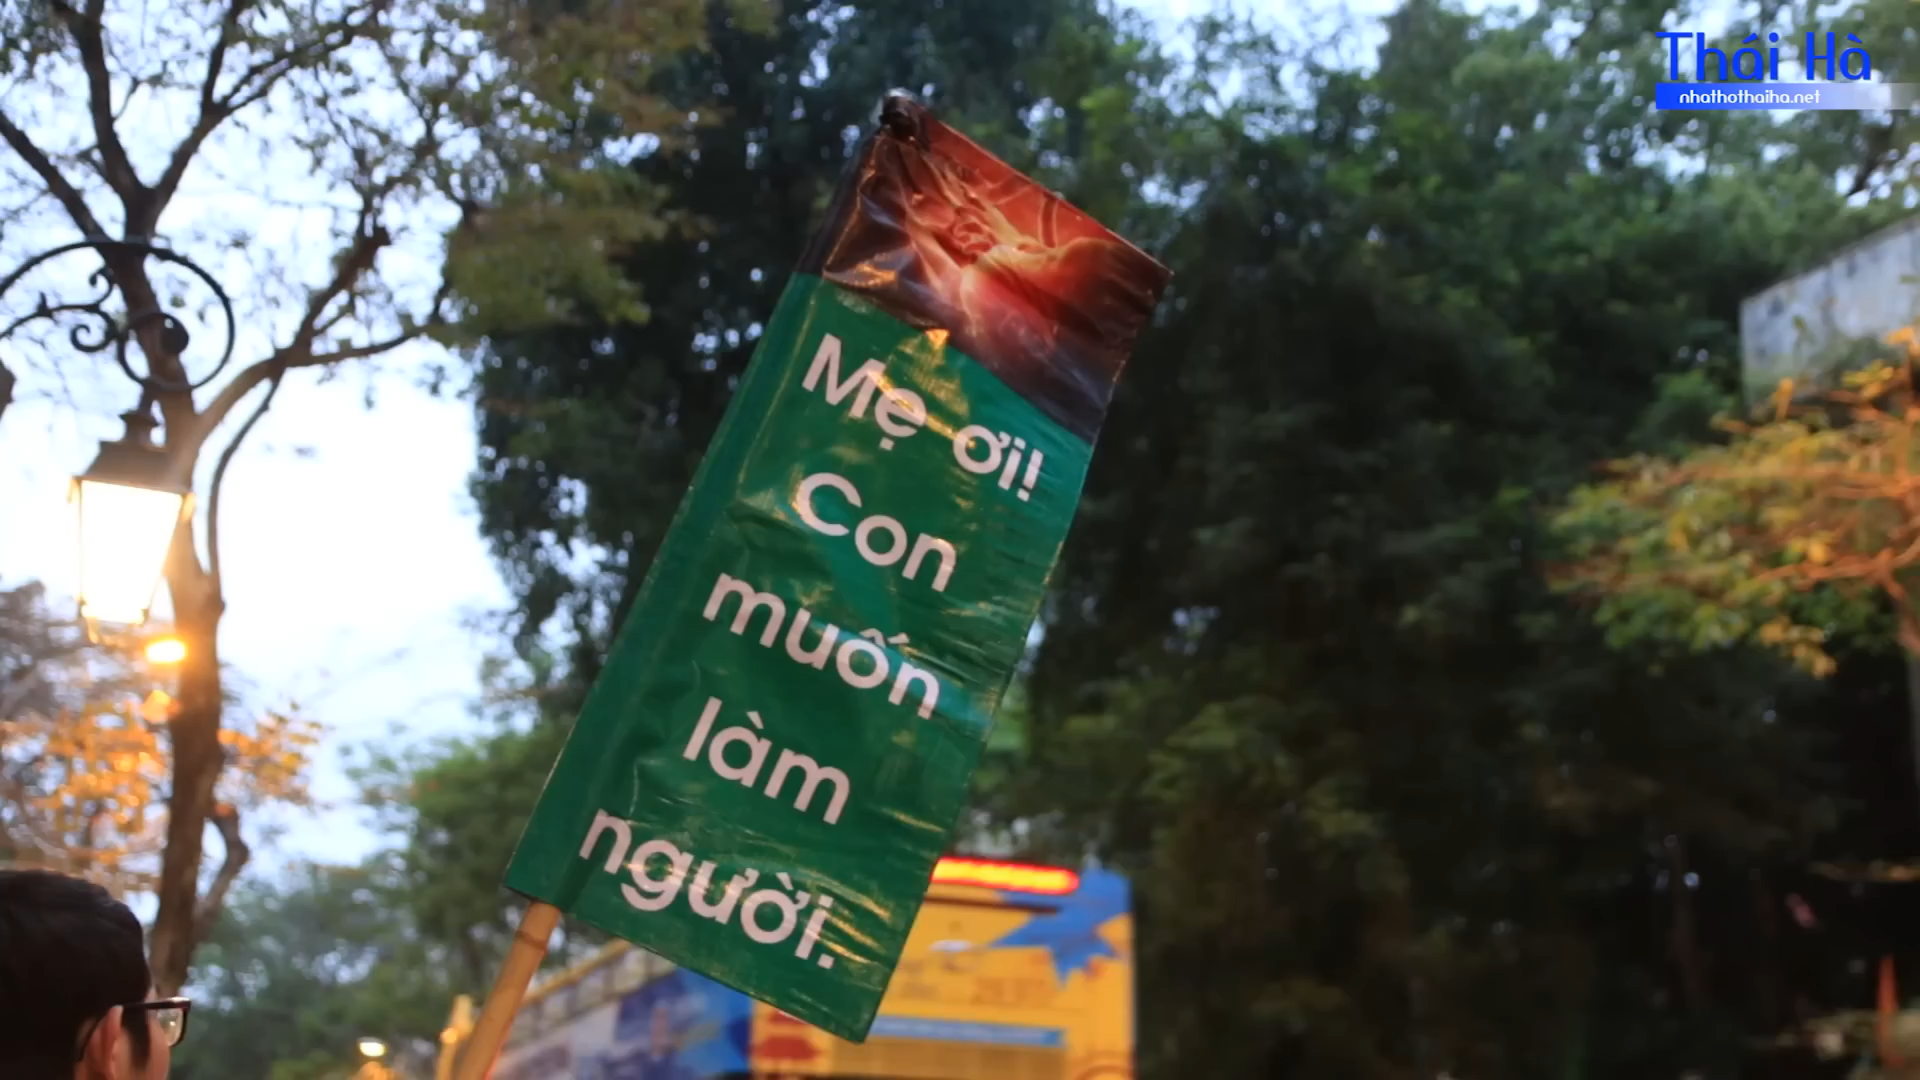 Thái Hà
nhathothaiha.net
Mẹ ơi!
Con
muốn
làm
người.